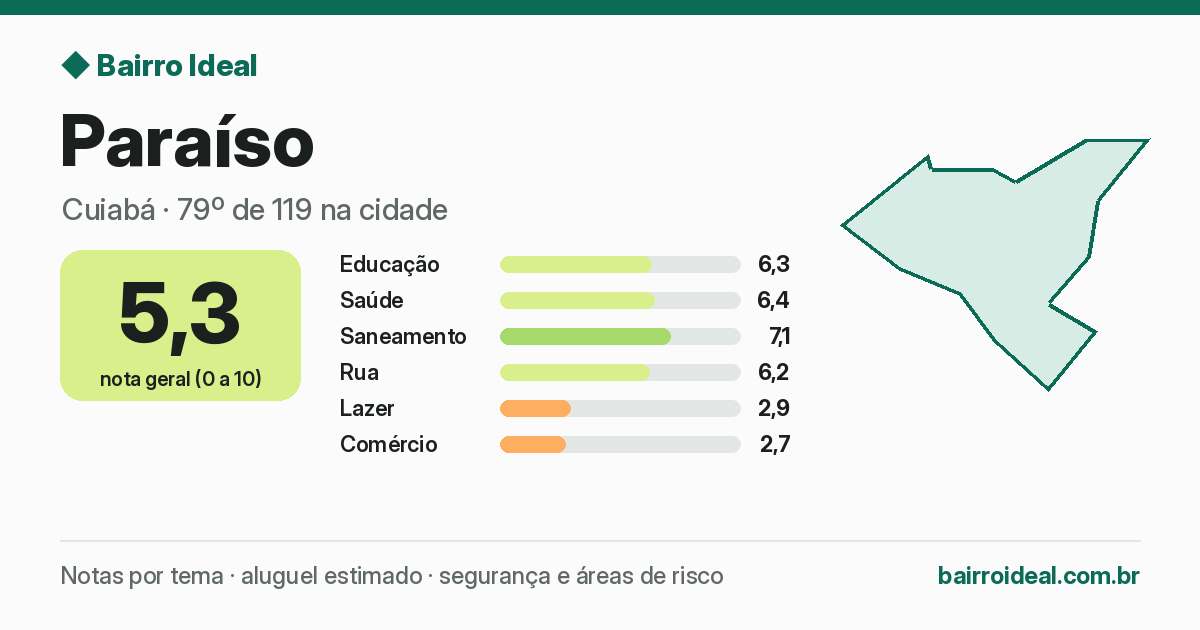 Bairro Ideal
Paraíso
Cuiabá · 79º de 119 na cidade
5,3
nota geral (0 a 10)
Educação 6,3
Saúde 6,4
Saneamento 7,1
Rua 6,2
Lazer 2,9
Comércio 2,7
Notas por tema · aluguel estimado · segurança e áreas de risco
bairroideal.com.br